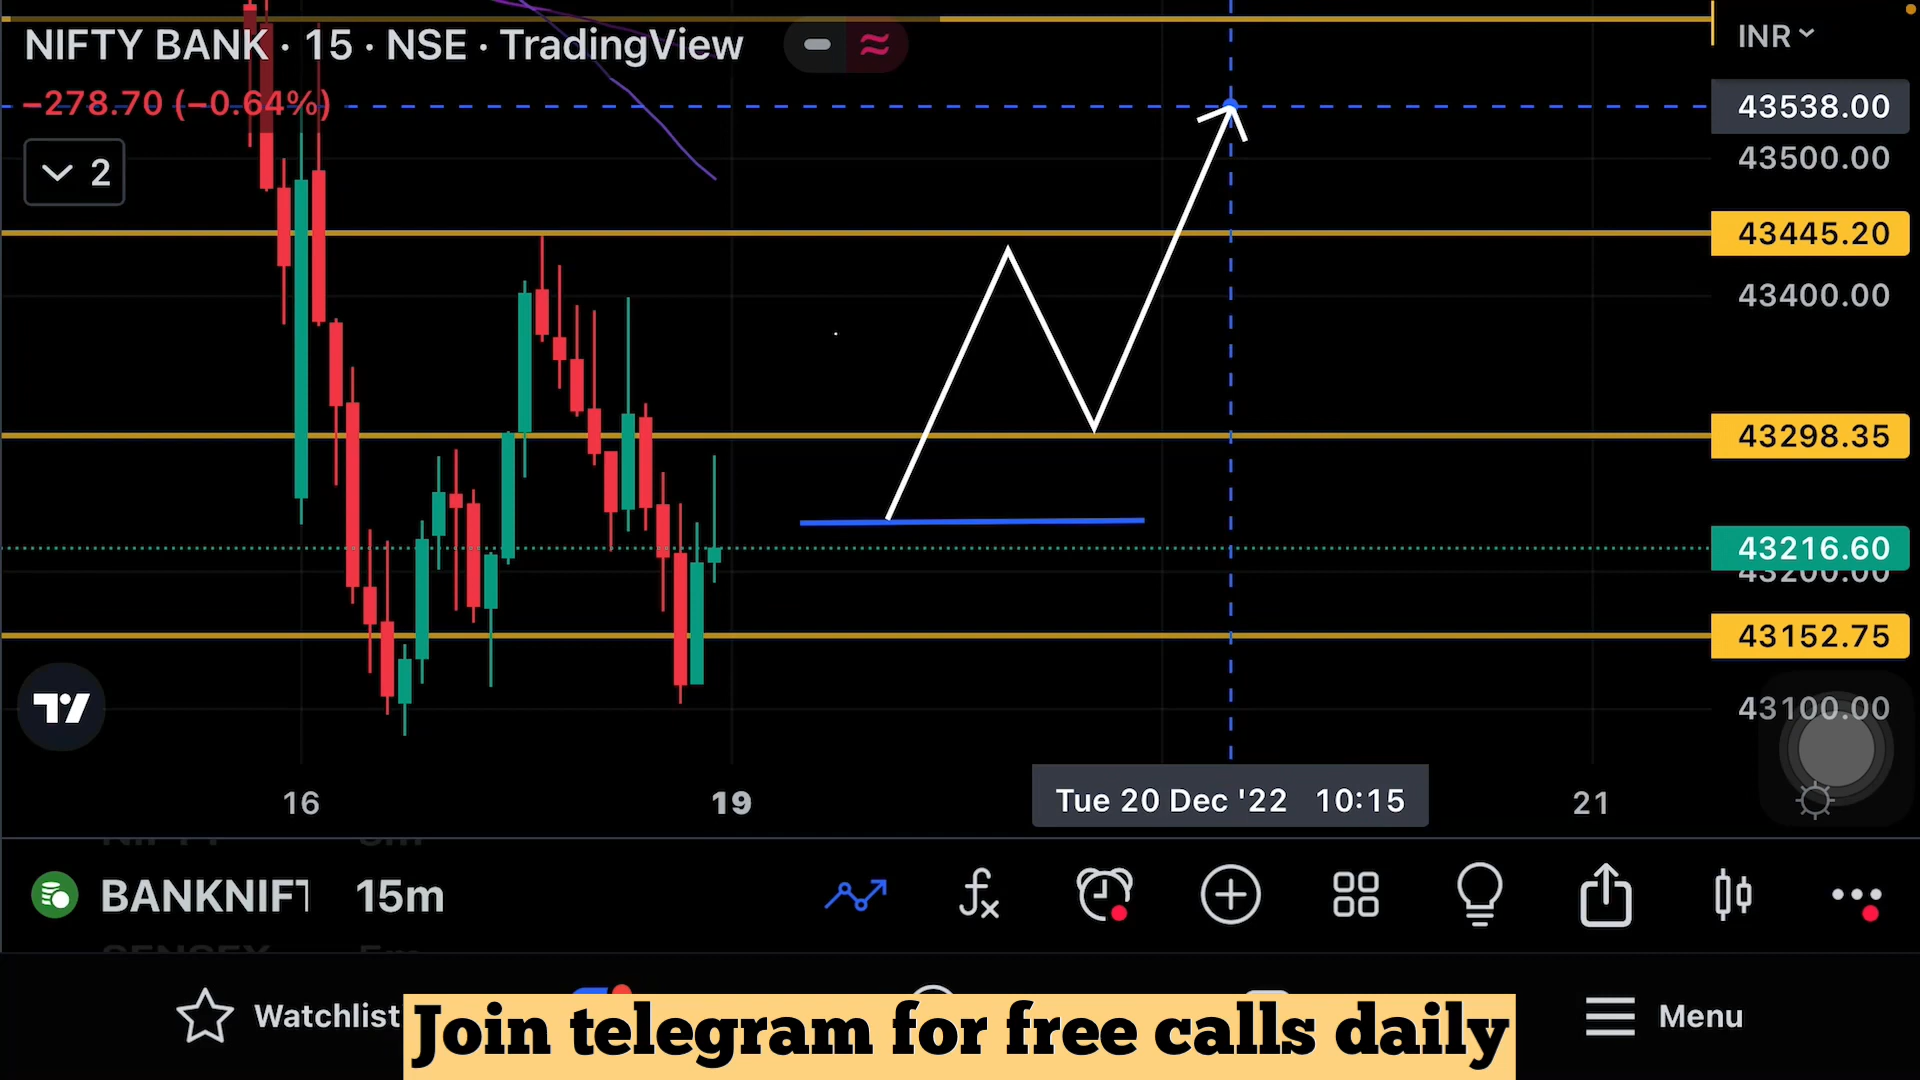 NIFTY BANK · 15 · NSE · TradingView
INR
−278.70 (−0.64%)
43538.00
2
43500.00
43445.20
43400.00
43298.35
43216.60
43200.00
43152.75
43100.00
16
19
Tue 20 Dec '22 10:15
21
BANKNIFT
15m
Watchlist
Join telegram for free calls daily
Menu